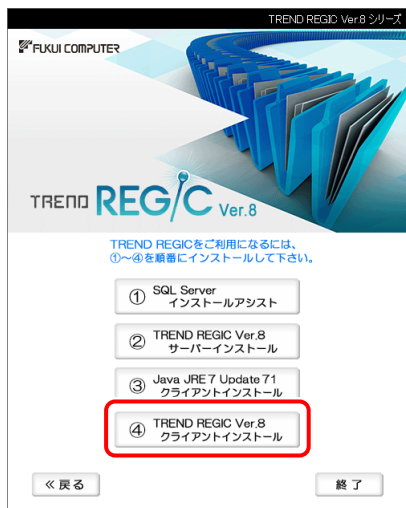 TREND REGIC Ver.8 シリーズ
FUKUI COMPUTER
TREND REGIC Ver.8
TREND REGICをご利用になるには、
①～④を順番にインストールして下さい。
① SQL Server
インストールアシスト
② TREND REGIC Ver.8
サーバーインストール
③ Java JRE 7 Update 71
クライアントインストール
④ TREND REGIC Ver.8
クライアントインストール
≪戻る
終了